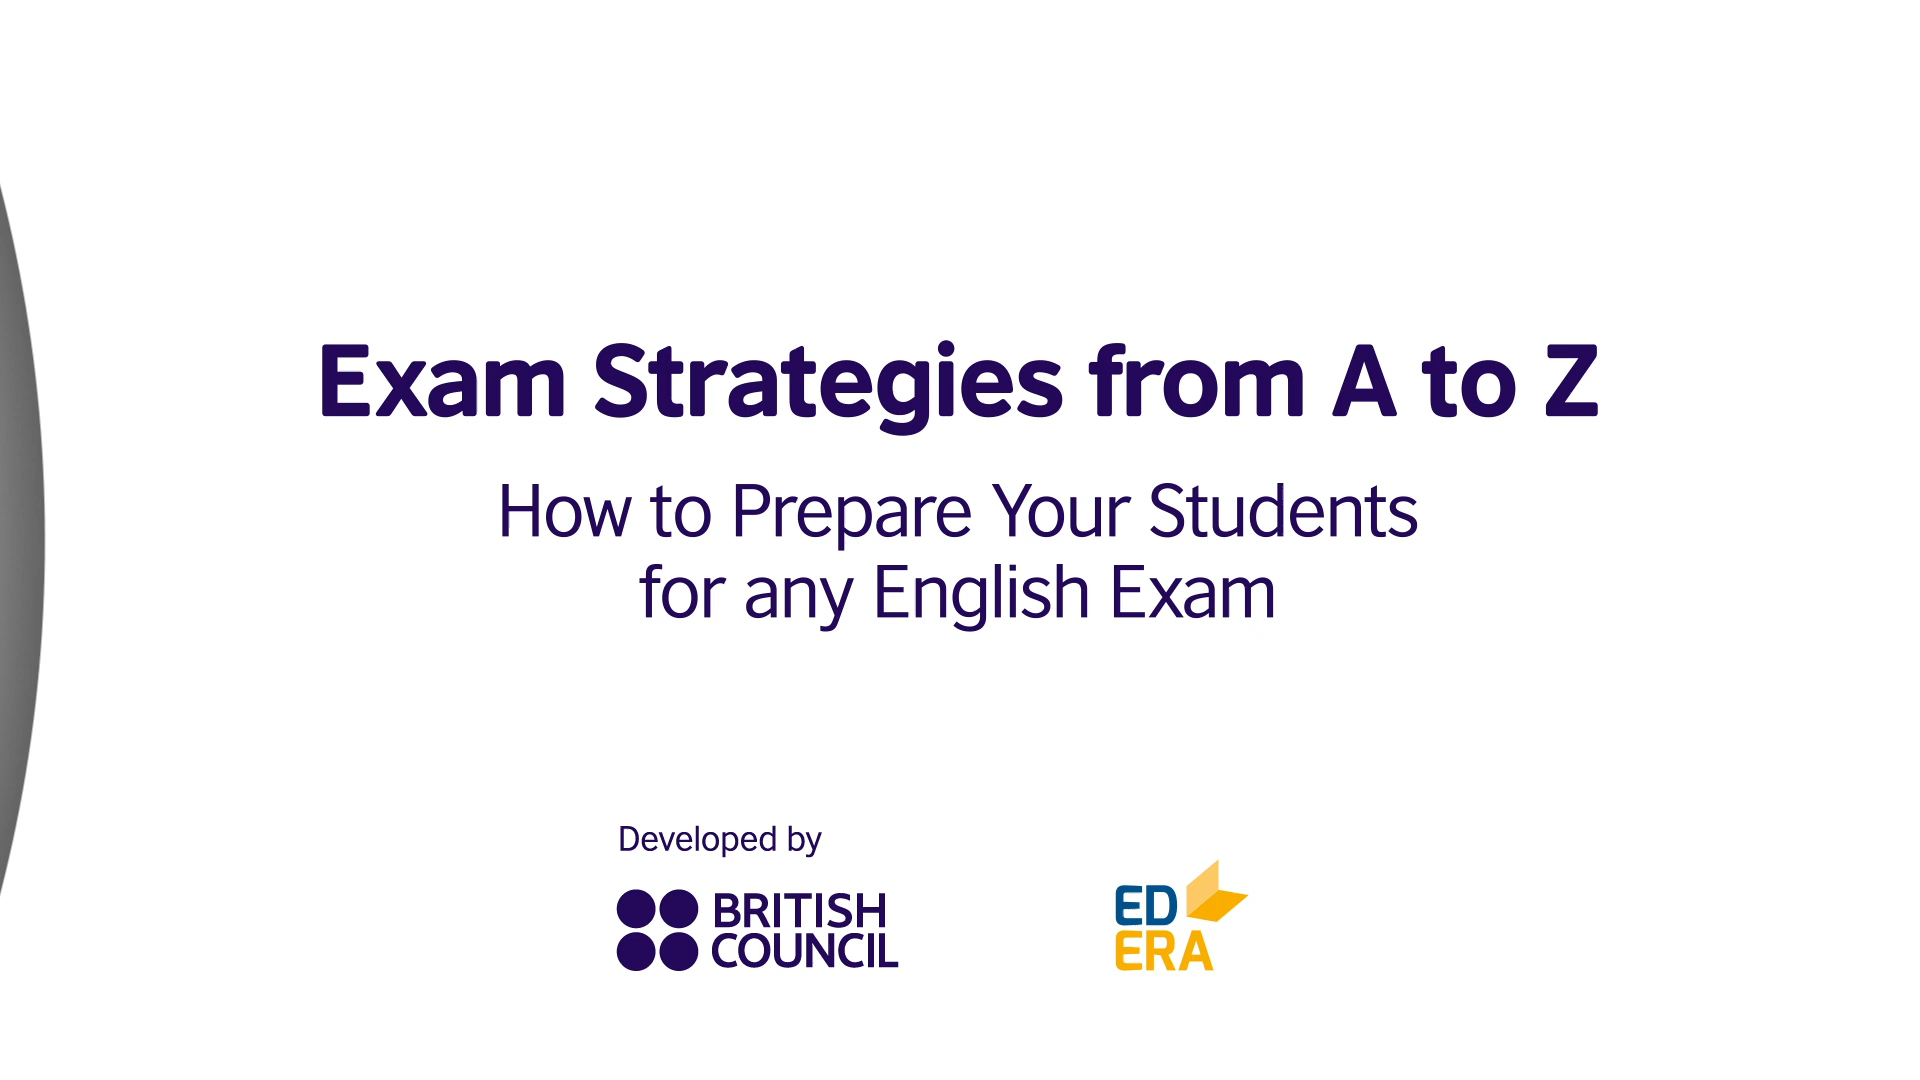 Exam Strategies from A to Z
How to Prepare Your Students
for any English Exam
Developed by
BRITISH
COUNCIL
ED
ERA